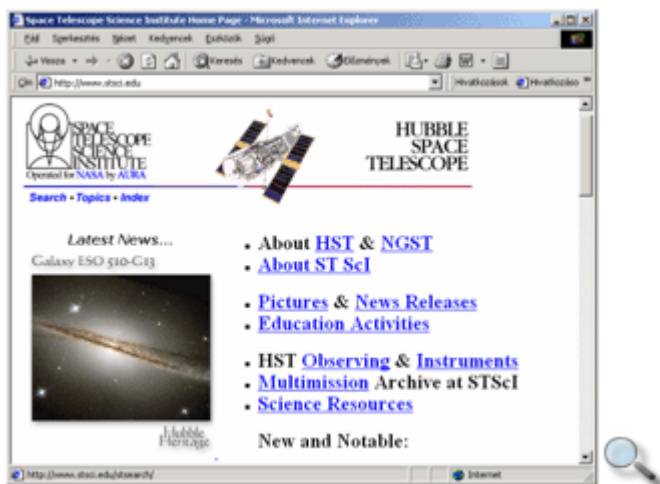 Space Telescope Science Institute Home Page - Microsoft Internet Explorer
Fájl Szerkesztés Nézet Kedvencek Eszközök Súgó
Vissza Keresés Kedvencek Előzmények
Cím http://www.stsci.edu Hivatkozások Hivatkozáso
SPACE
TELESCOPE
SCIENCE
INSTITUTE
Operated for NASA by AURA
HUBBLE
SPACE
TELESCOPE
Search • Topics • Index
Latest News...
Galaxy ESO 510-G13
Hubble
Heritage
• About HST & NGST
• About ST ScI
• Pictures & News Releases
• Education Activities
• HST Observing & Instruments
• Multimission Archive at STScI
• Science Resources
New and Notable:
http://www.stsci.edu/stsearch/ Internet